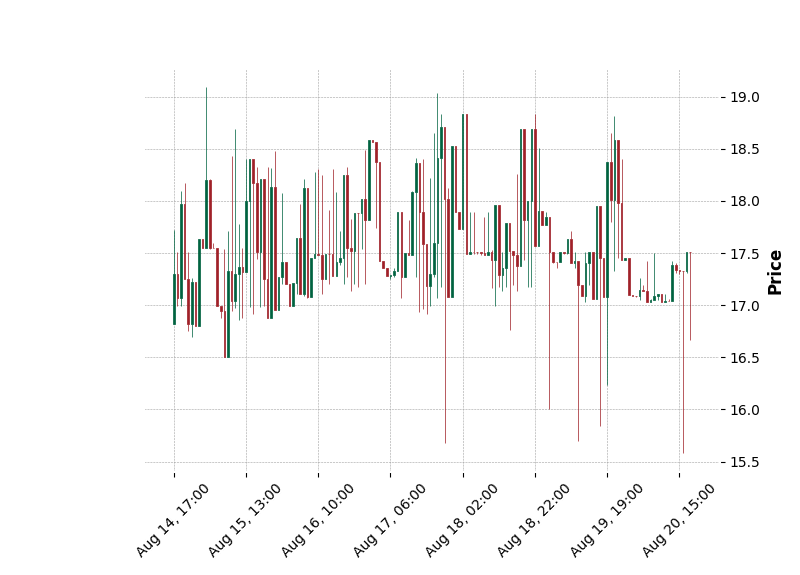 19.0
18.5
18.0
17.5
17.0
16.5
16.0
15.5
Price
Aug 14, 17:00
Aug 15, 13:00
Aug 16, 10:00
Aug 17, 06:00
Aug 18, 02:00
Aug 18, 22:00
Aug 19, 19:00
Aug 20, 15:00